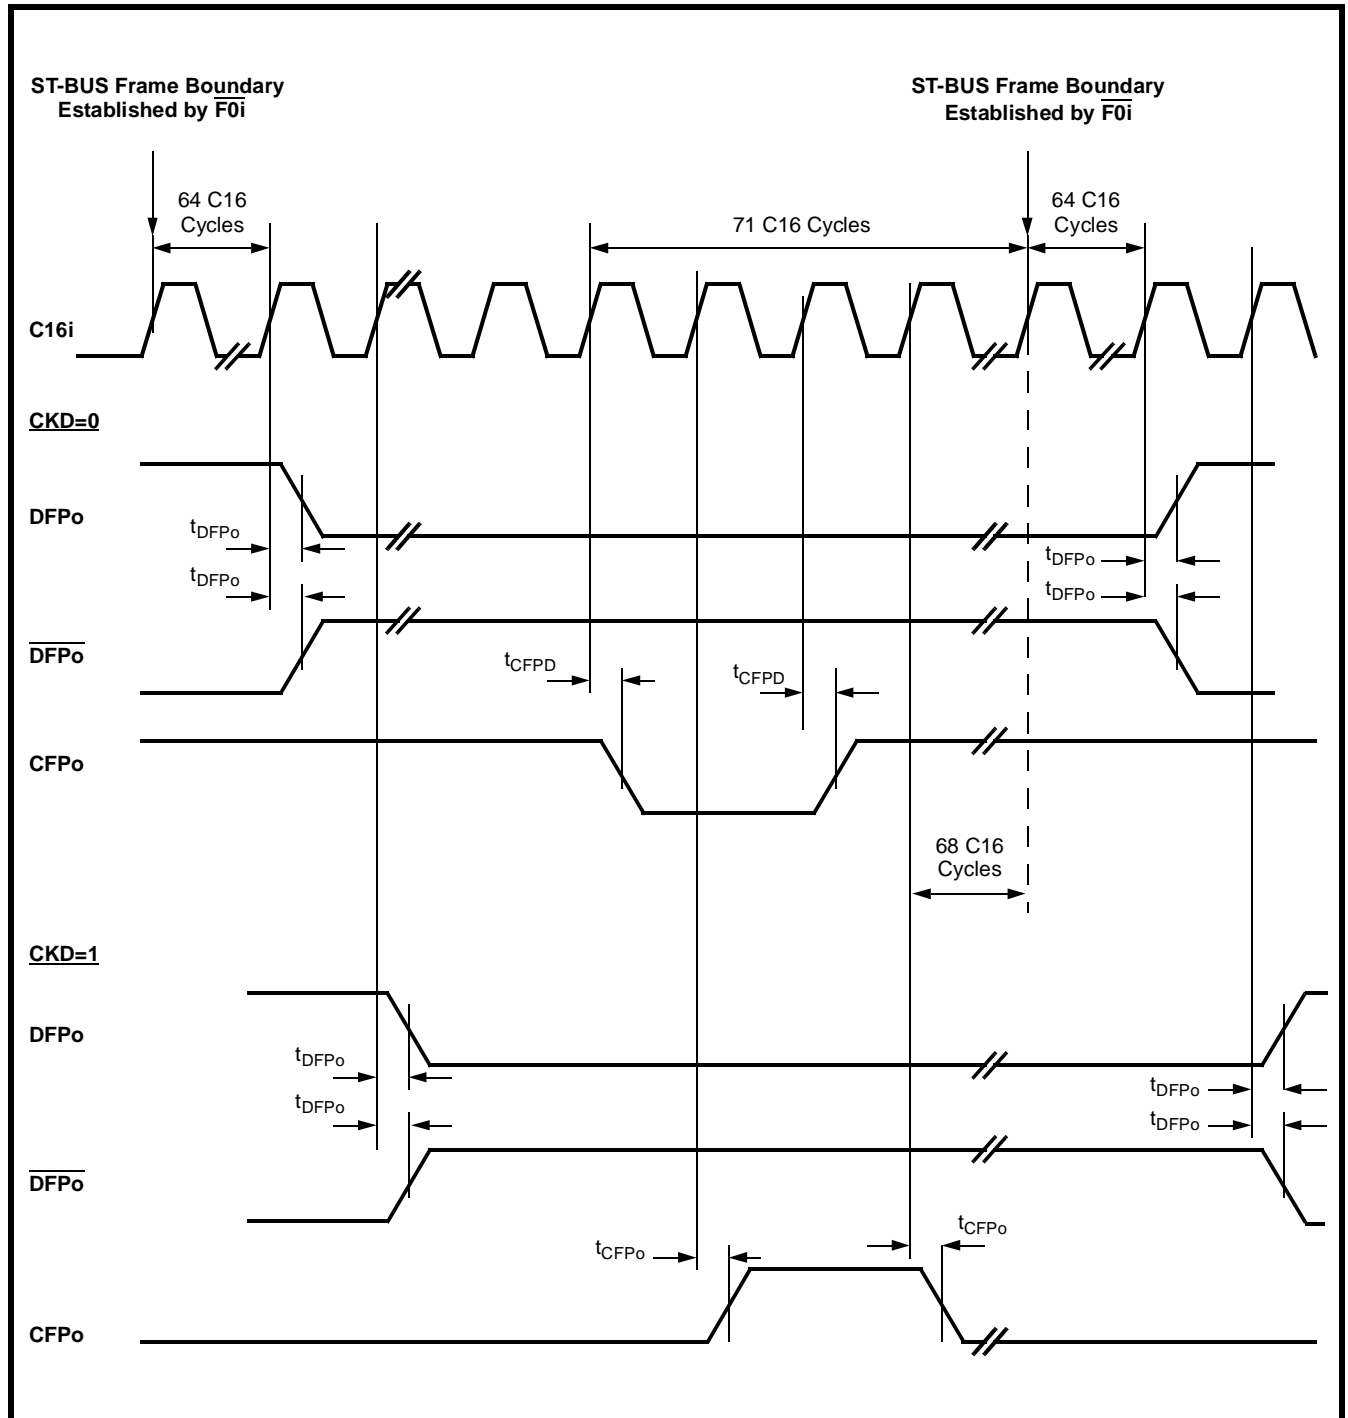 ST-BUS Frame Boundary
Established by F0i
ST-BUS Frame Boundary
Established by F0i
64 C16
Cycles
71 C16 Cycles
64 C16
Cycles
C16i
CKD=0
DFPo
tDFPo
tDFPo
tDFPo
tDFPo
DFPo
tCFPD
tCFPD
CFPo
68 C16
Cycles
CKD=1
DFPo
tDFPo
tDFPo
tDFPo
tDFPo
DFPo
tCFPo
tCFPo
CFPo